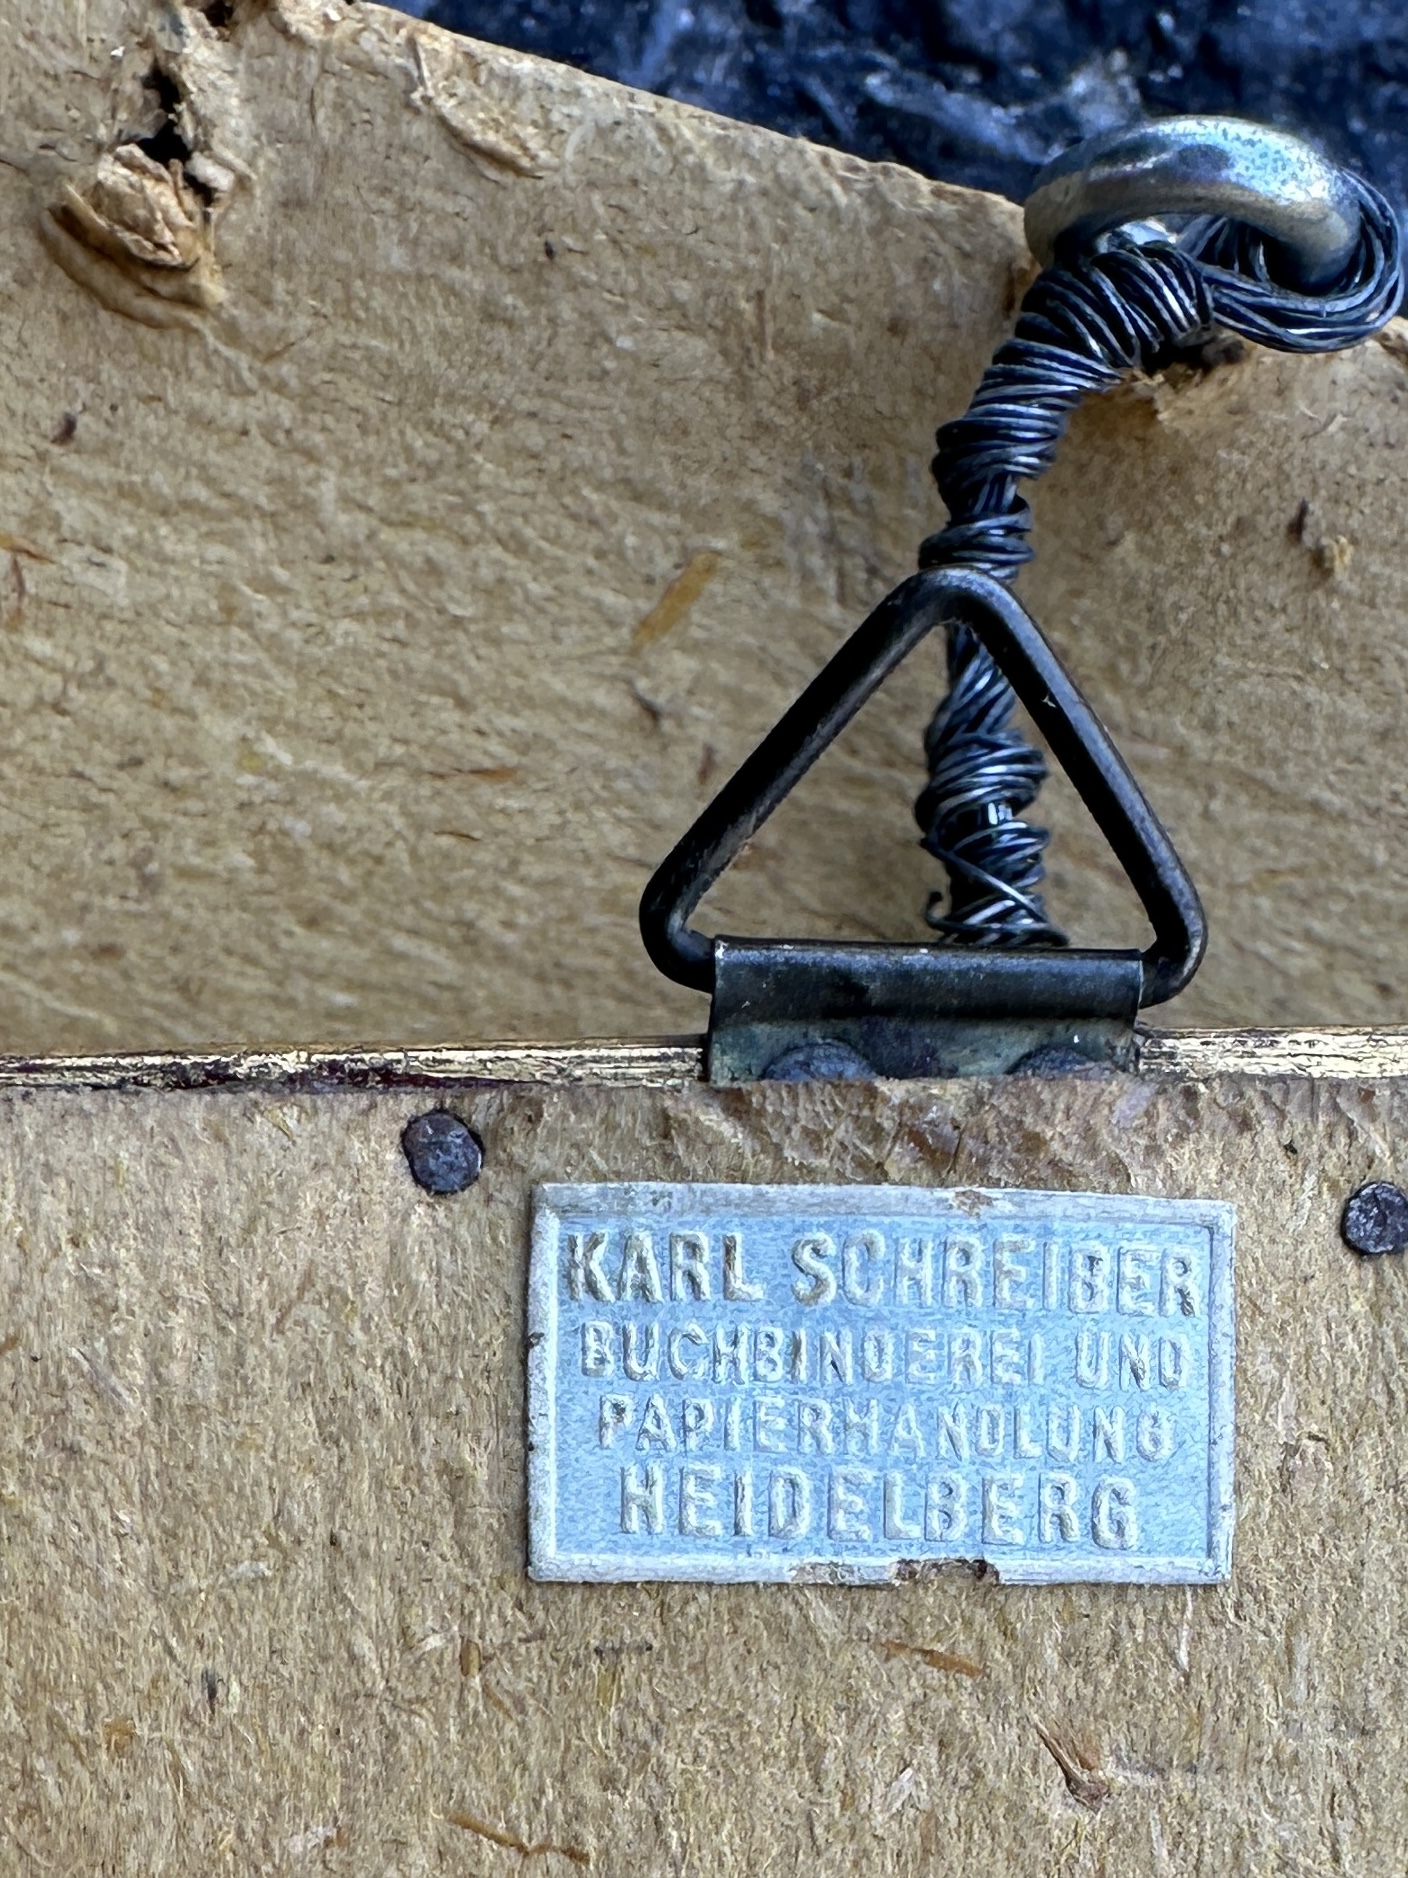 KARL SCHREIBER
BUCHBINDEREI UND
PAPIERHANDLUNG
HEIDELBERG